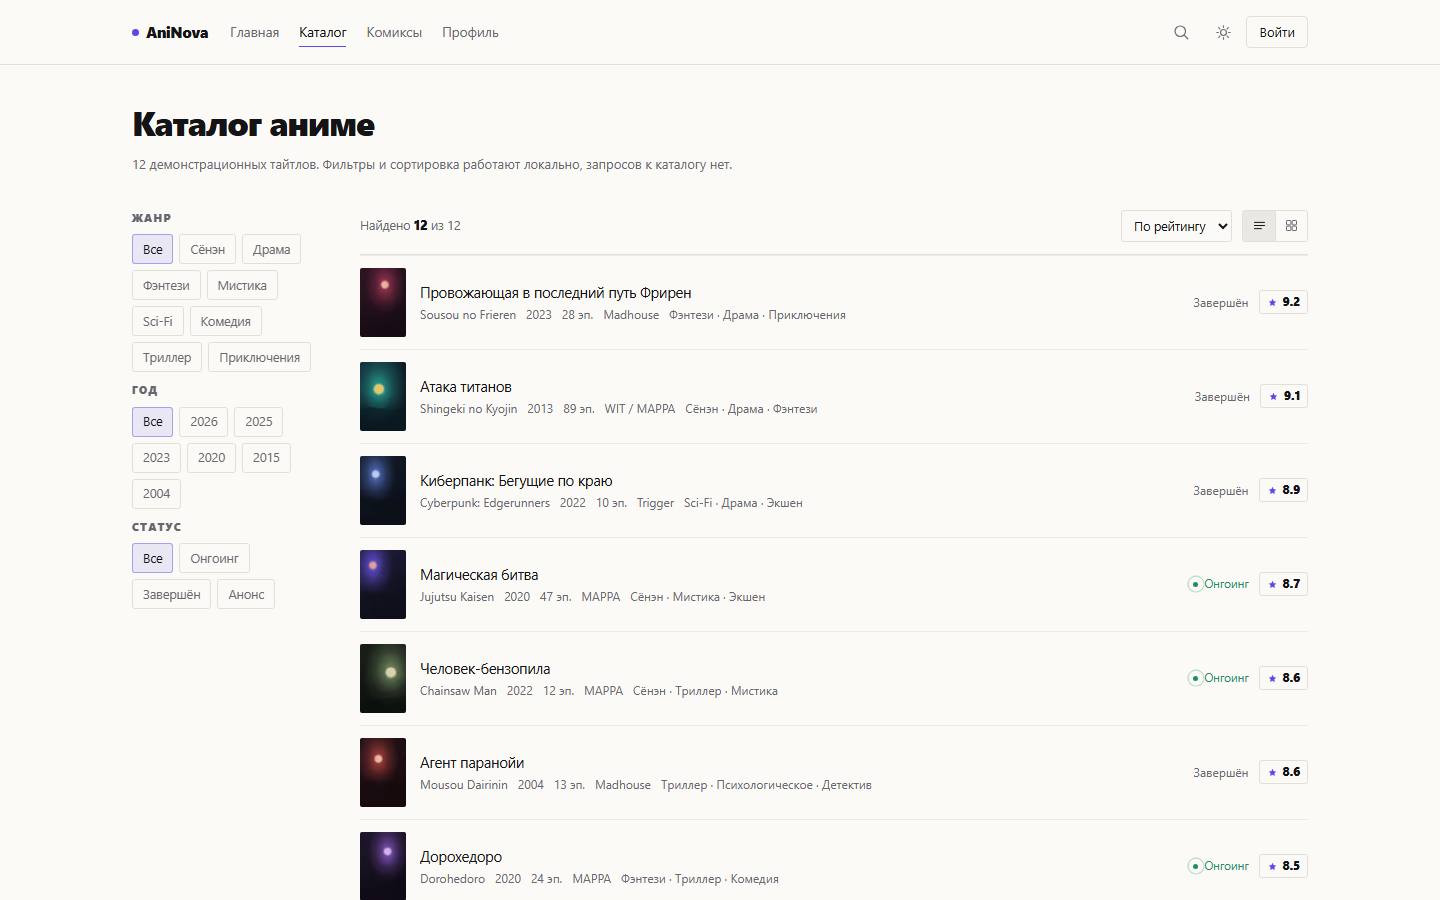 AniNova Главная Каталог Комиксы Профиль Войти
Каталог аниме
12 демонстрационных тайтлов. Фильтры и сортировка работают локально, запросов к каталогу нет.
ЖАНР
Все Сёнэн Драма
Фэнтези Мистика
Sci-Fi Комедия
Триллер Приключения
ГОД
Все 2026 2025
2023 2020 2015
2004
СТАТУС
Все Онгоинг
Завершён Анонс
Найдено 12 из 12 По рейтингу
Провожающая в последний путь Фрирен
Sousou no Frieren 2023 28 эп. Madhouse Фэнтези · Драма · Приключения
Завершён ★ 9.2
Атака титанов
Shingeki no Kyojin 2013 89 эп. WIT / MAPPA Сёнэн · Драма · Фэнтези
Завершён ★ 9.1
Киберпанк: Бегущие по краю
Cyberpunk: Edgerunners 2022 10 эп. Trigger Sci-Fi · Драма · Экшен
Завершён ★ 8.9
Магическая битва
Jujutsu Kaisen 2020 47 эп. MAPPA Сёнэн · Мистика · Экшен
Онгоинг ★ 8.7
Человек-бензопила
Chainsaw Man 2022 12 эп. MAPPA Сёнэн · Триллер · Мистика
Онгоинг ★ 8.6
Агент паранойи
Mousou Dairinin 2004 13 эп. Madhouse Триллер · Психологическое · Детектив
Завершён ★ 8.6
Дорохедоро
Dorohedoro 2020 24 эп. MAPPA Фэнтези · Триллер · Комедия
Онгоинг ★ 8.5